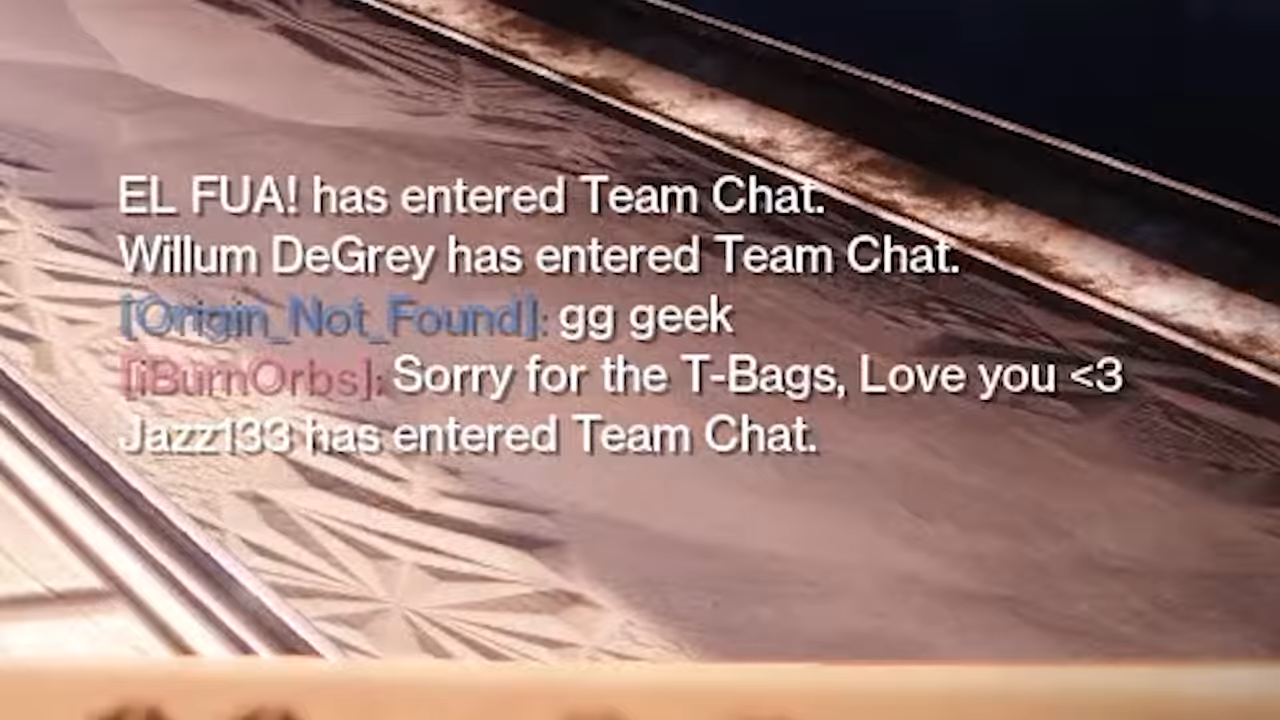 EL FUA! has entered Team Chat.
Willum DeGrey has entered Team Chat.
[Origin_Not_Found]: gg geek
[iBurnOrbs]: Sorry for the T-Bags, Love you <3
Jazz133 has entered Team Chat.